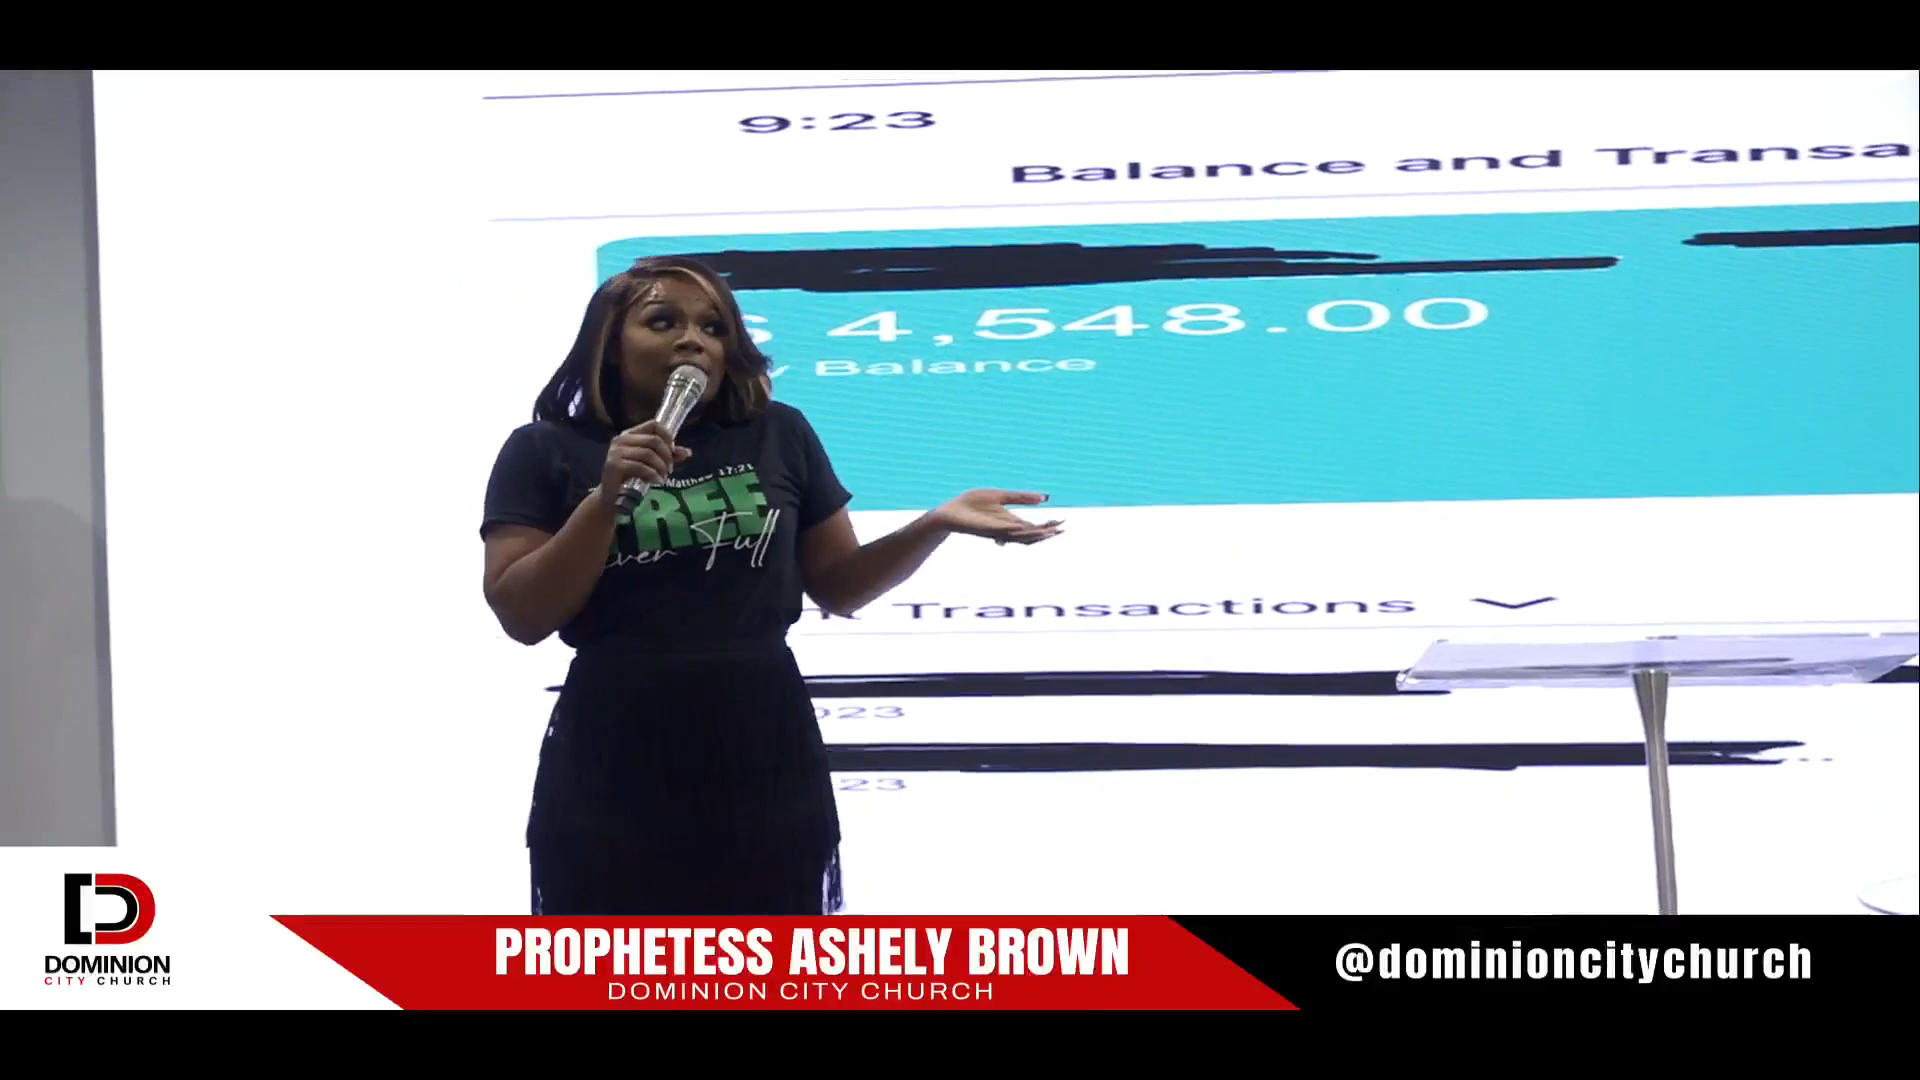 9:23
Balance and Transa
4,548.00
Balance
Matthew 17:21
FREE
Full
Transactions
023
23
DOMINION
CITY CHURCH
PROPHETESS ASHELY BROWN
DOMINION CITY CHURCH
@dominioncitychurch